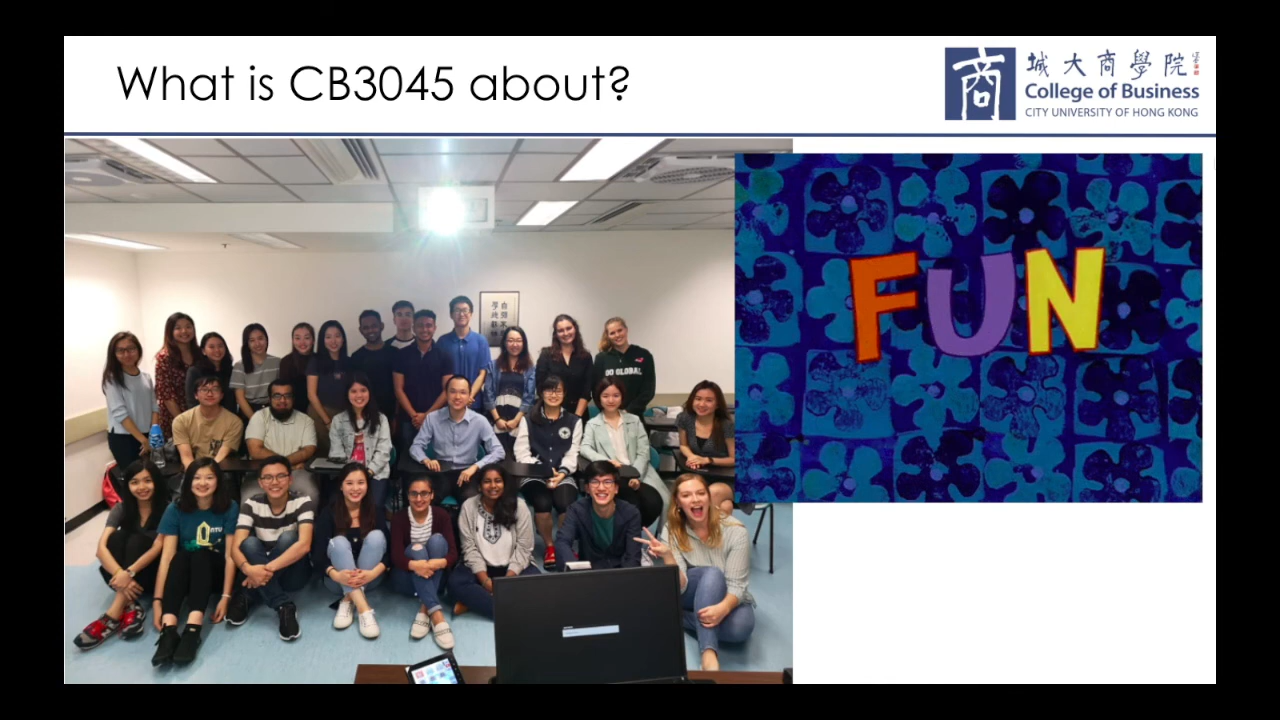 What is CB3045 about?
城大商學院
商
College of Business
CITY UNIVERSITY OF HONG KONG
FUN